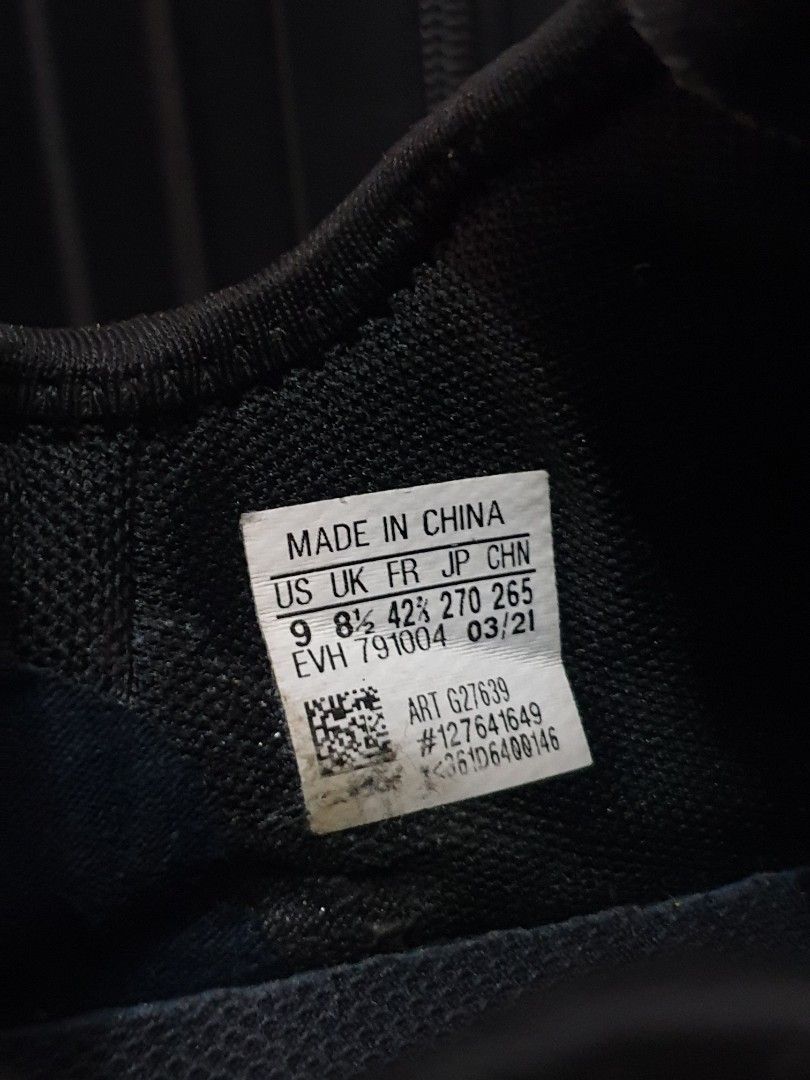 MADE IN CHINA
US UK FR JP CHN
9 8½ 42⅔ 270 265
EVH 791004 03/21
ART G27639
#127641649